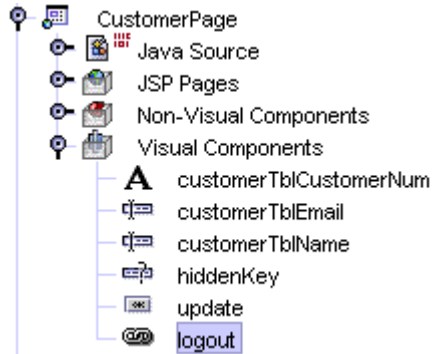 CustomerPage
Java Source
JSP Pages
Non-Visual Components
Visual Components
A customerTblCustomerNum
customerTblEmail
customerTblName
hiddenKey
update
logout